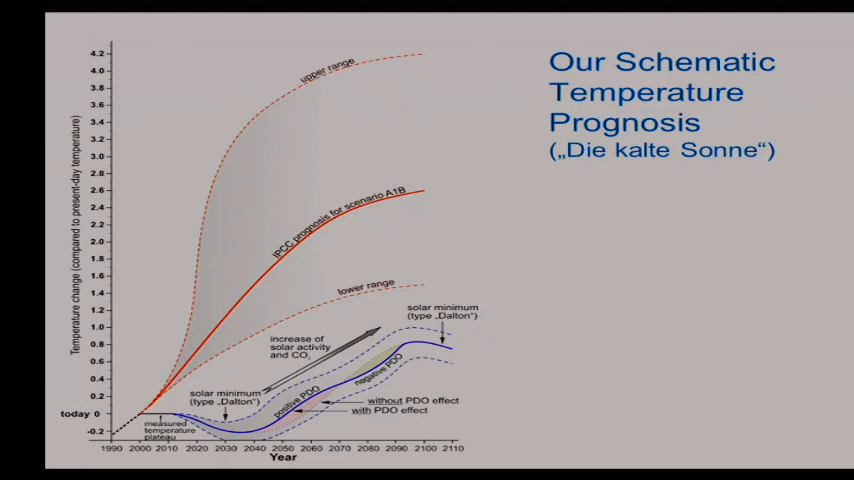 Our Schematic
Temperature
Prognosis
(„Die kalte Sonne“)
Temperature change (compared to present-day temperature)
4.2
4.0
3.8
3.6
3.4
3.2
3.0
2.8
2.6
2.4
2.2
2.0
1.8
1.6
1.4
1.2
1.0
0.8
0.6
0.4
0.2
today 0
-0.2
upper range
IPCC prognosis for scenario A1B
lower range
solar minimum
(type „Dalton“)
increase of
solar activity
and CO₂
solar minimum
(type „Dalton“)
positive PDO
negative PDO
without PDO effect
with PDO effect
measured
temperature
plateau
1990 2000 2010 2020 2030 2040 2050 2060 2070 2080 2090 2100 2110
Year